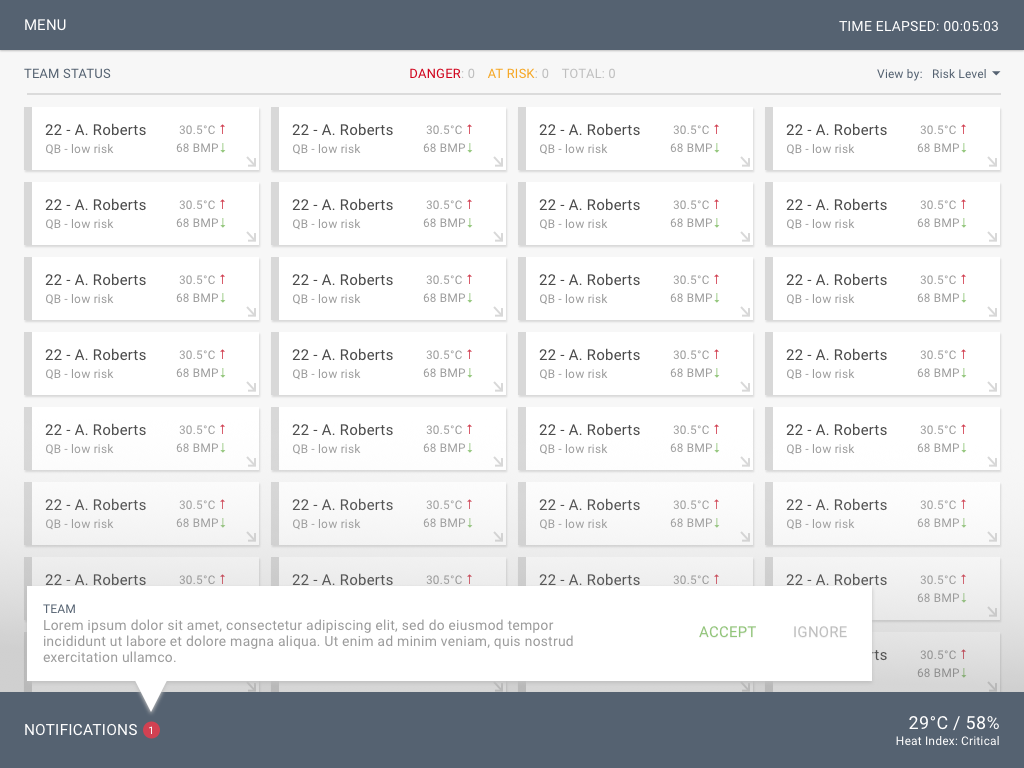 MENU
TIME ELAPSED: 00:05:03
TEAM STATUS
DANGER: 0 AT RISK: 0 TOTAL: 0
View by: Risk Level
22 - A. Roberts 30.5°C ↑ 22 - A. Roberts 30.5°C ↑ 22 - A. Roberts 30.5°C ↑ 22 - A. Roberts 30.5°C ↑
QB - low risk 68 BMP↓ QB - low risk 68 BMP↓ QB - low risk 68 BMP↓ QB - low risk 68 BMP↓
22 - A. Roberts 30.5°C ↑ 22 - A. Roberts 30.5°C ↑ 22 - A. Roberts 30.5°C ↑ 22 - A. Roberts 30.5°C ↑
QB - low risk 68 BMP↓ QB - low risk 68 BMP↓ QB - low risk 68 BMP↓ QB - low risk 68 BMP↓
22 - A. Roberts 30.5°C ↑ 22 - A. Roberts 30.5°C ↑ 22 - A. Roberts 30.5°C ↑ 22 - A. Roberts 30.5°C ↑
QB - low risk 68 BMP↓ QB - low risk 68 BMP↓ QB - low risk 68 BMP↓ QB - low risk 68 BMP↓
22 - A. Roberts 30.5°C ↑ 22 - A. Roberts 30.5°C ↑ 22 - A. Roberts 30.5°C ↑ 22 - A. Roberts 30.5°C ↑
QB - low risk 68 BMP↓ QB - low risk 68 BMP↓ QB - low risk 68 BMP↓ QB - low risk 68 BMP↓
22 - A. Roberts 30.5°C ↑ 22 - A. Roberts 30.5°C ↑ 22 - A. Roberts 30.5°C ↑ 22 - A. Roberts 30.5°C ↑
QB - low risk 68 BMP↓ QB - low risk 68 BMP↓ QB - low risk 68 BMP↓ QB - low risk 68 BMP↓
22 - A. Roberts 30.5°C ↑ 22 - A. Roberts 30.5°C ↑ 22 - A. Roberts 30.5°C ↑ 22 - A. Roberts 30.5°C ↑
QB - low risk 68 BMP↓ QB - low risk 68 BMP↓ QB - low risk 68 BMP↓ QB - low risk 68 BMP↓
22 - A. Roberts 30.5°C ↑ 22 - A. Roberts 30.5°C ↑ 22 - A. Roberts 30.5°C ↑ 22 - A. Roberts 30.5°C ↑
68 BMP↓
rts 30.5°C ↑
68 BMP↓
TEAM
Lorem ipsum dolor sit amet, consectetur adipiscing elit, sed do eiusmod tempor
incididunt ut labore et dolore magna aliqua. Ut enim ad minim veniam, quis nostrud
exercitation ullamco.
ACCEPT IGNORE
NOTIFICATIONS 1
29°C / 58%
Heat Index: Critical